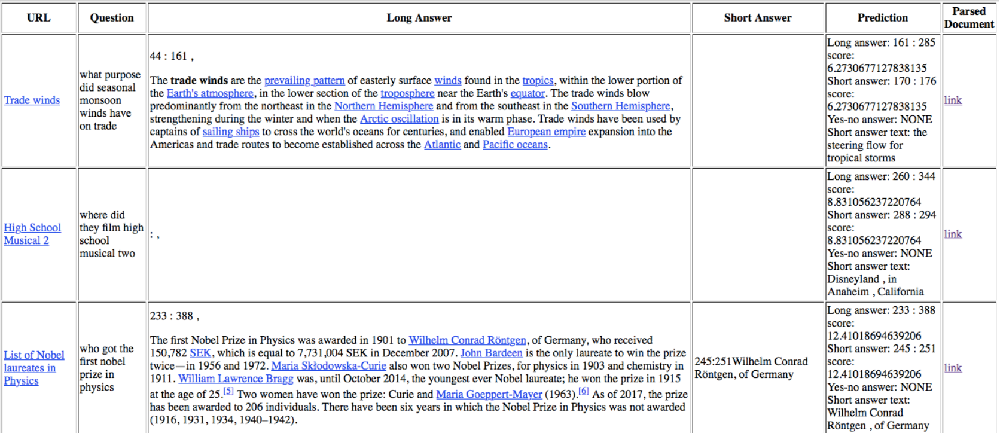 URL
Question
Long Answer
Short Answer
Prediction
Parsed
Document
Trade winds
what purpose
did seasonal
monsoon
winds have
on trade
44 : 161 ,
The trade winds are the prevailing pattern of easterly surface winds found in the tropics, within the lower portion of
the Earth's atmosphere, in the lower section of the troposphere near the Earth's equator. The trade winds blow
predominantly from the northeast in the Northern Hemisphere and from the southeast in the Southern Hemisphere,
strengthening during the winter and when the Arctic oscillation is in its warm phase. Trade winds have been used by
captains of sailing ships to cross the world's oceans for centuries, and enabled European empire expansion into the
Americas and trade routes to become established across the Atlantic and Pacific oceans.
Long answer: 161 : 285
score:
6.2730677127838135
Short answer: 170 : 176
score:
6.2730677127838135
Yes-no answer: NONE
Short answer text: the
steering flow for
tropical storms
link
High School
Musical 2
where did
they film high
school
musical two
: ,
Long answer: 260 : 344
score:
8.831056237220764
Short answer: 288 : 294
score:
8.831056237220764
Yes-no answer: NONE
Short answer text:
Disneyland , in
Anaheim , California
link
List of Nobel
laureates in
Physics
who got the
first nobel
prize in
physics
233 : 388 ,
The first Nobel Prize in Physics was awarded in 1901 to Wilhelm Conrad Röntgen, of Germany, who received
150,782 SEK, which is equal to 7,731,004 SEK in December 2007. John Bardeen is the only laureate to win the prize
twice—in 1956 and 1972. Maria Skłodowska-Curie also won two Nobel Prizes, for physics in 1903 and chemistry in
1911. William Lawrence Bragg was, until October 2014, the youngest ever Nobel laureate; he won the prize in 1915
at the age of 25.[5] Two women have won the prize: Curie and Maria Goeppert-Mayer (1963).[6] As of 2017, the prize
has been awarded to 206 individuals. There have been six years in which the Nobel Prize in Physics was not awarded
(1916, 1931, 1934, 1940–1942).
245:251Wilhelm Conrad
Röntgen, of Germany
Long answer: 233 : 388
score:
12.41018694639206
Short answer: 245 : 251
score:
12.41018694639206
Yes-no answer: NONE
Short answer text:
Wilhelm Conrad
Röntgen , of Germany
link